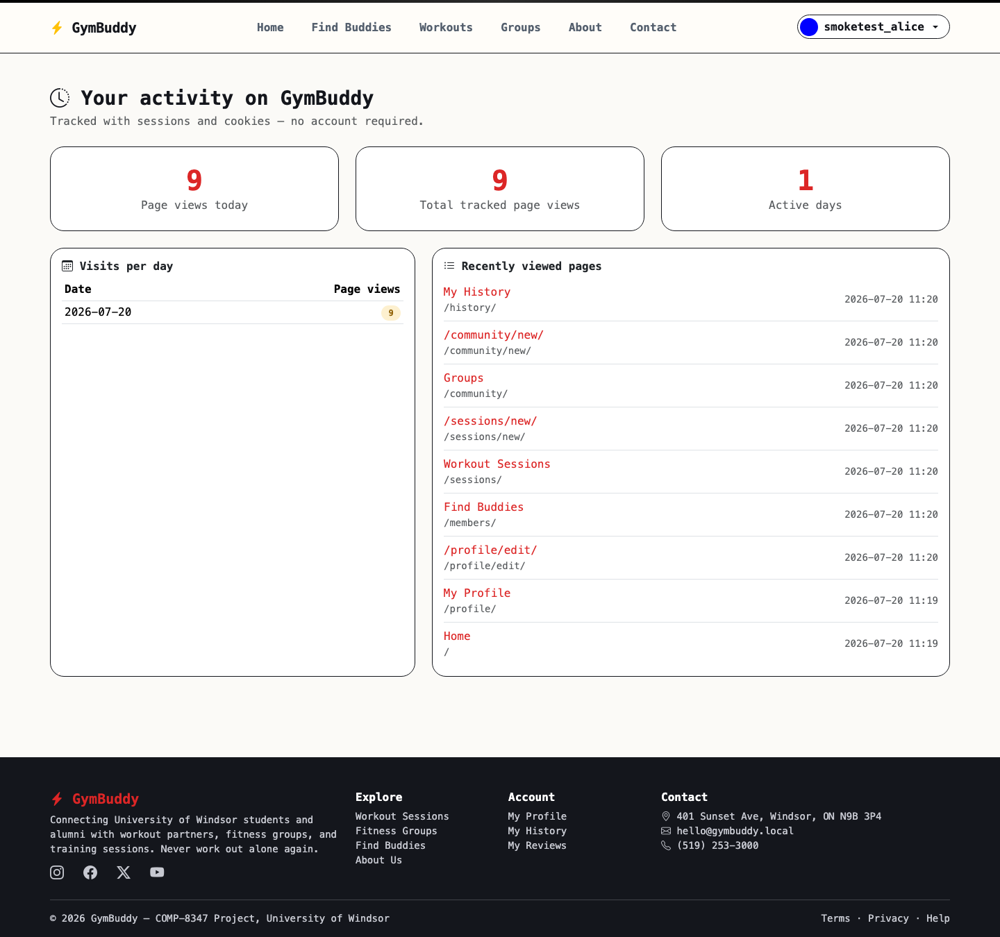 GymBuddy
Home
Find Buddies
Workouts
Groups
About
Contact
smoketest_alice
Your activity on GymBuddy
Tracked with sessions and cookies — no account required.
9
Page views today
9
Total tracked page views
1
Active days
Visits per day
Date Page views
2026-07-20 9
Recently viewed pages
My History
/history/
2026-07-20 11:20
/community/new/
/community/new/
2026-07-20 11:20
Groups
/community/
2026-07-20 11:20
/sessions/new/
/sessions/new/
2026-07-20 11:20
Workout Sessions
/sessions/
2026-07-20 11:20
Find Buddies
/members/
2026-07-20 11:20
/profile/edit/
/profile/edit/
2026-07-20 11:20
My Profile
/profile/
2026-07-20 11:19
Home
/
2026-07-20 11:19
GymBuddy
Connecting University of Windsor students and
alumni with workout partners, fitness groups, and
training sessions. Never work out alone again.
Explore
Workout Sessions
Fitness Groups
Find Buddies
About Us
Account
My Profile
My History
My Reviews
Contact
401 Sunset Ave, Windsor, ON N9B 3P4
hello@gymbuddy.local
(519) 253-3000
© 2026 GymBuddy — COMP-8347 Project, University of Windsor
Terms · Privacy · Help